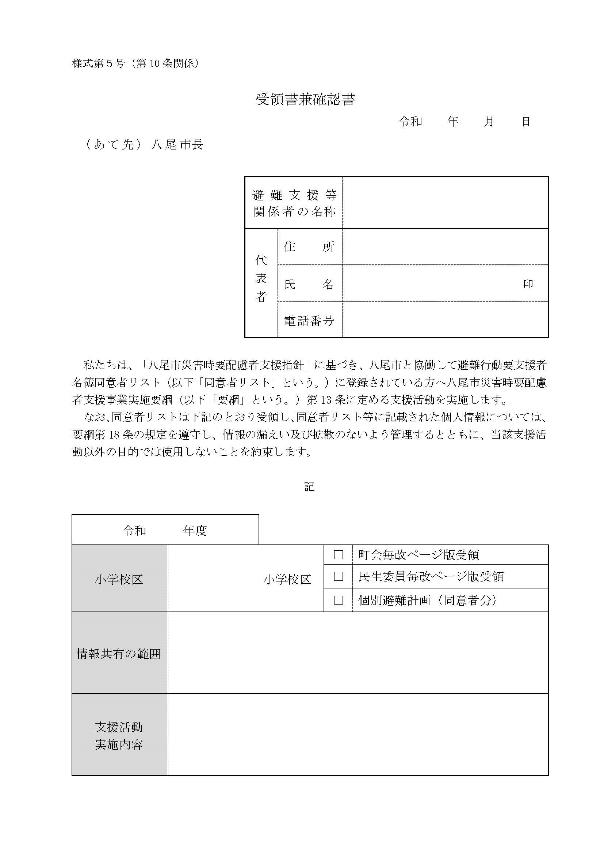 様式第５号（第10条関係）
受領書兼確認書
令和　　年　　月　　日
（あて先）八尾市長
避難支援等
関係者の名称
代表者
住　　所
氏　　名
印
電話番号
私たちは、「八尾市災害時要配慮者支援指針」に基づき、八尾市と協働して避難行動要支援者
名簿同意者リスト（以下「同意者リスト」という。）に登録されている方へ八尾市災害時要配慮
者支援事業実施要綱（以下「要綱」という。）第13条に定める支援活動を実施します。
なお、同意者リストは下記のとおり受領し、同意者リスト等に記載された個人情報については、
要綱第18条の規定を遵守し、情報の漏えい及び拡散のないよう管理するとともに、当該支援活
動以外の目的では使用しないことを約束します。
記
令和　　　年度
小学校区
小学校区
□　町会毎改ページ版受領
□　民生委員毎改ページ版受領
□　個別避難計画（同意者分）
情報共有の範囲
支援活動
実施内容